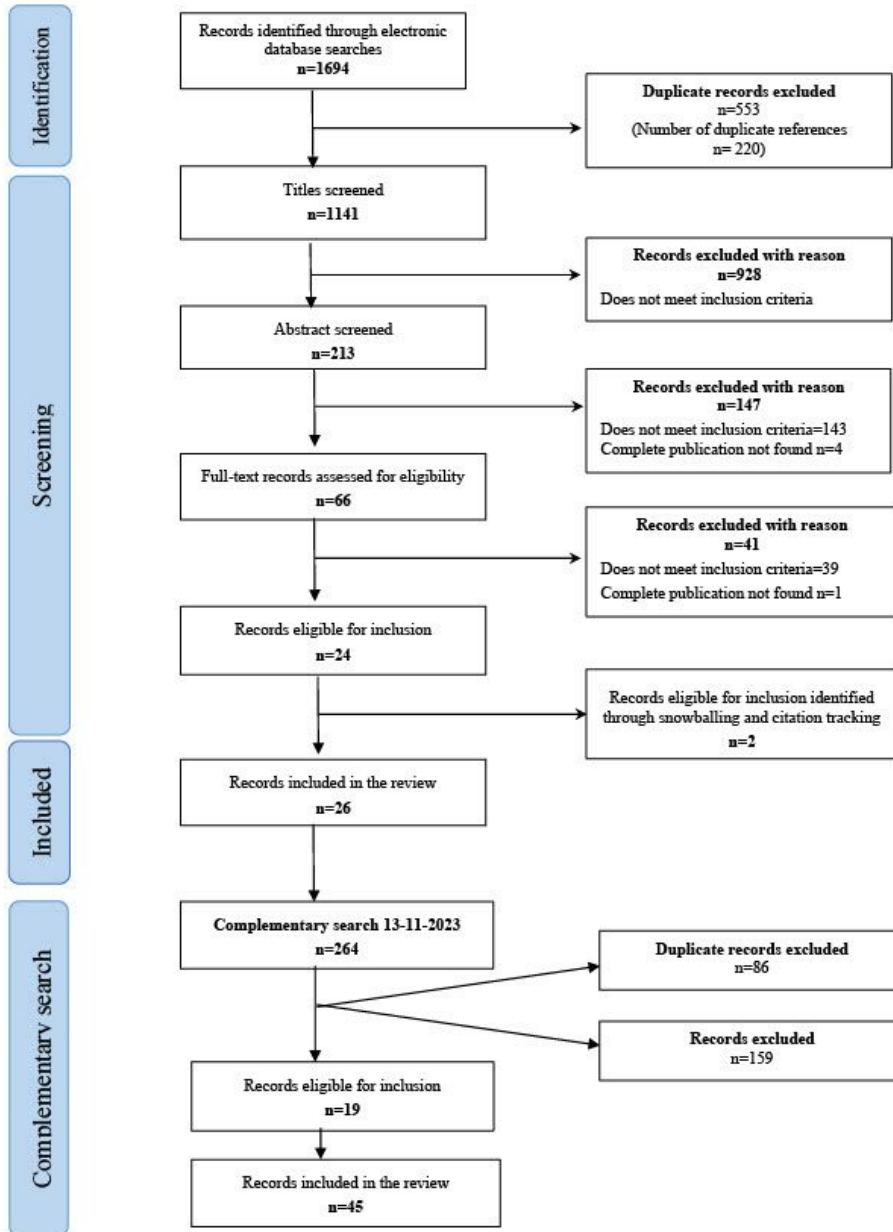 Identification
Records identified through electronic
database searches
n=1694
Duplicate records excluded
n=553
(Number of duplicate references
n= 220)
Screening
Titles screened
n=1141
Records excluded with reason
n=928
Does not meet inclusion criteria
Abstract screened
n=213
Records excluded with reason
n=147
Does not meet inclusion criteria=143
Complete publication not found n=4
Full-text records assessed for eligibility
n=66
Records excluded with reason
n=41
Does not meet inclusion criteria=39
Complete publication not found n=1
Records eligible for inclusion
n=24
Records eligible for inclusion identified
through snowballing and citation tracking
n=2
Included
Records included in the review
n=26
Complementary search
Complementary search 13-11-2023
n=264
Duplicate records excluded
n=86
Records excluded
n=159
Records eligible for inclusion
n=19
Records included in the review
n=45